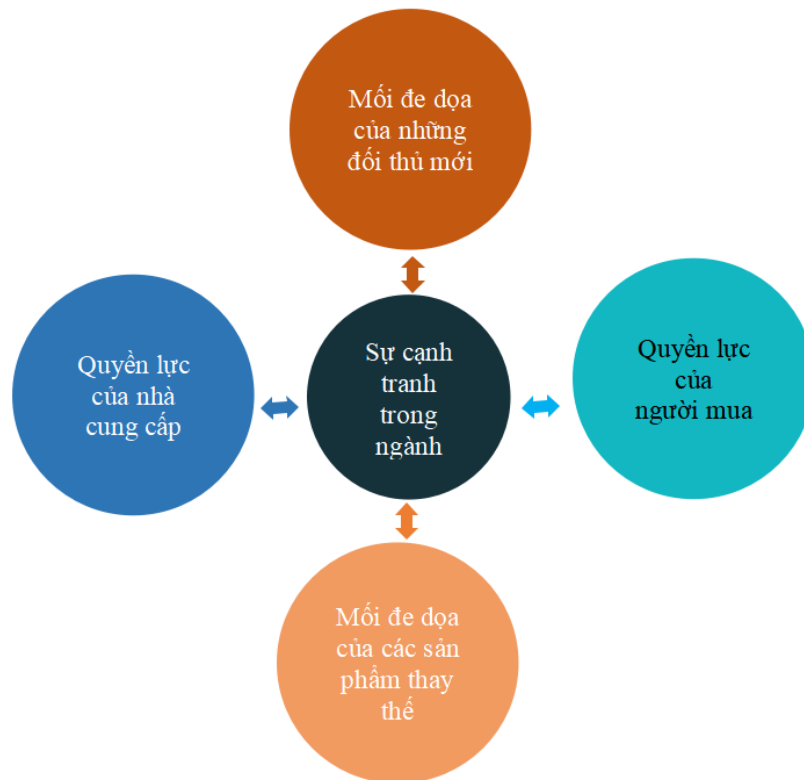 Mối đe dọa
của những
đối thủ mới
Quyền lực
của nhà
cung cấp
Sự cạnh
tranh
trong
ngành
Quyền lực
của
người mua
Mối đe dọa
của các sản
phẩm thay
thế